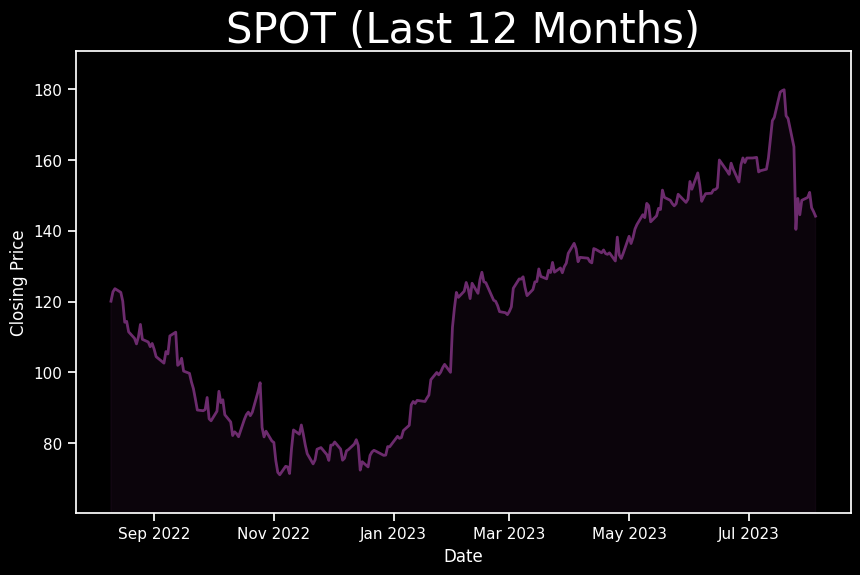 SPOT (Last 12 Months)
Closing Price
180
160
140
120
100
80
Sep 2022
Nov 2022
Jan 2023
Mar 2023
May 2023
Jul 2023
Date